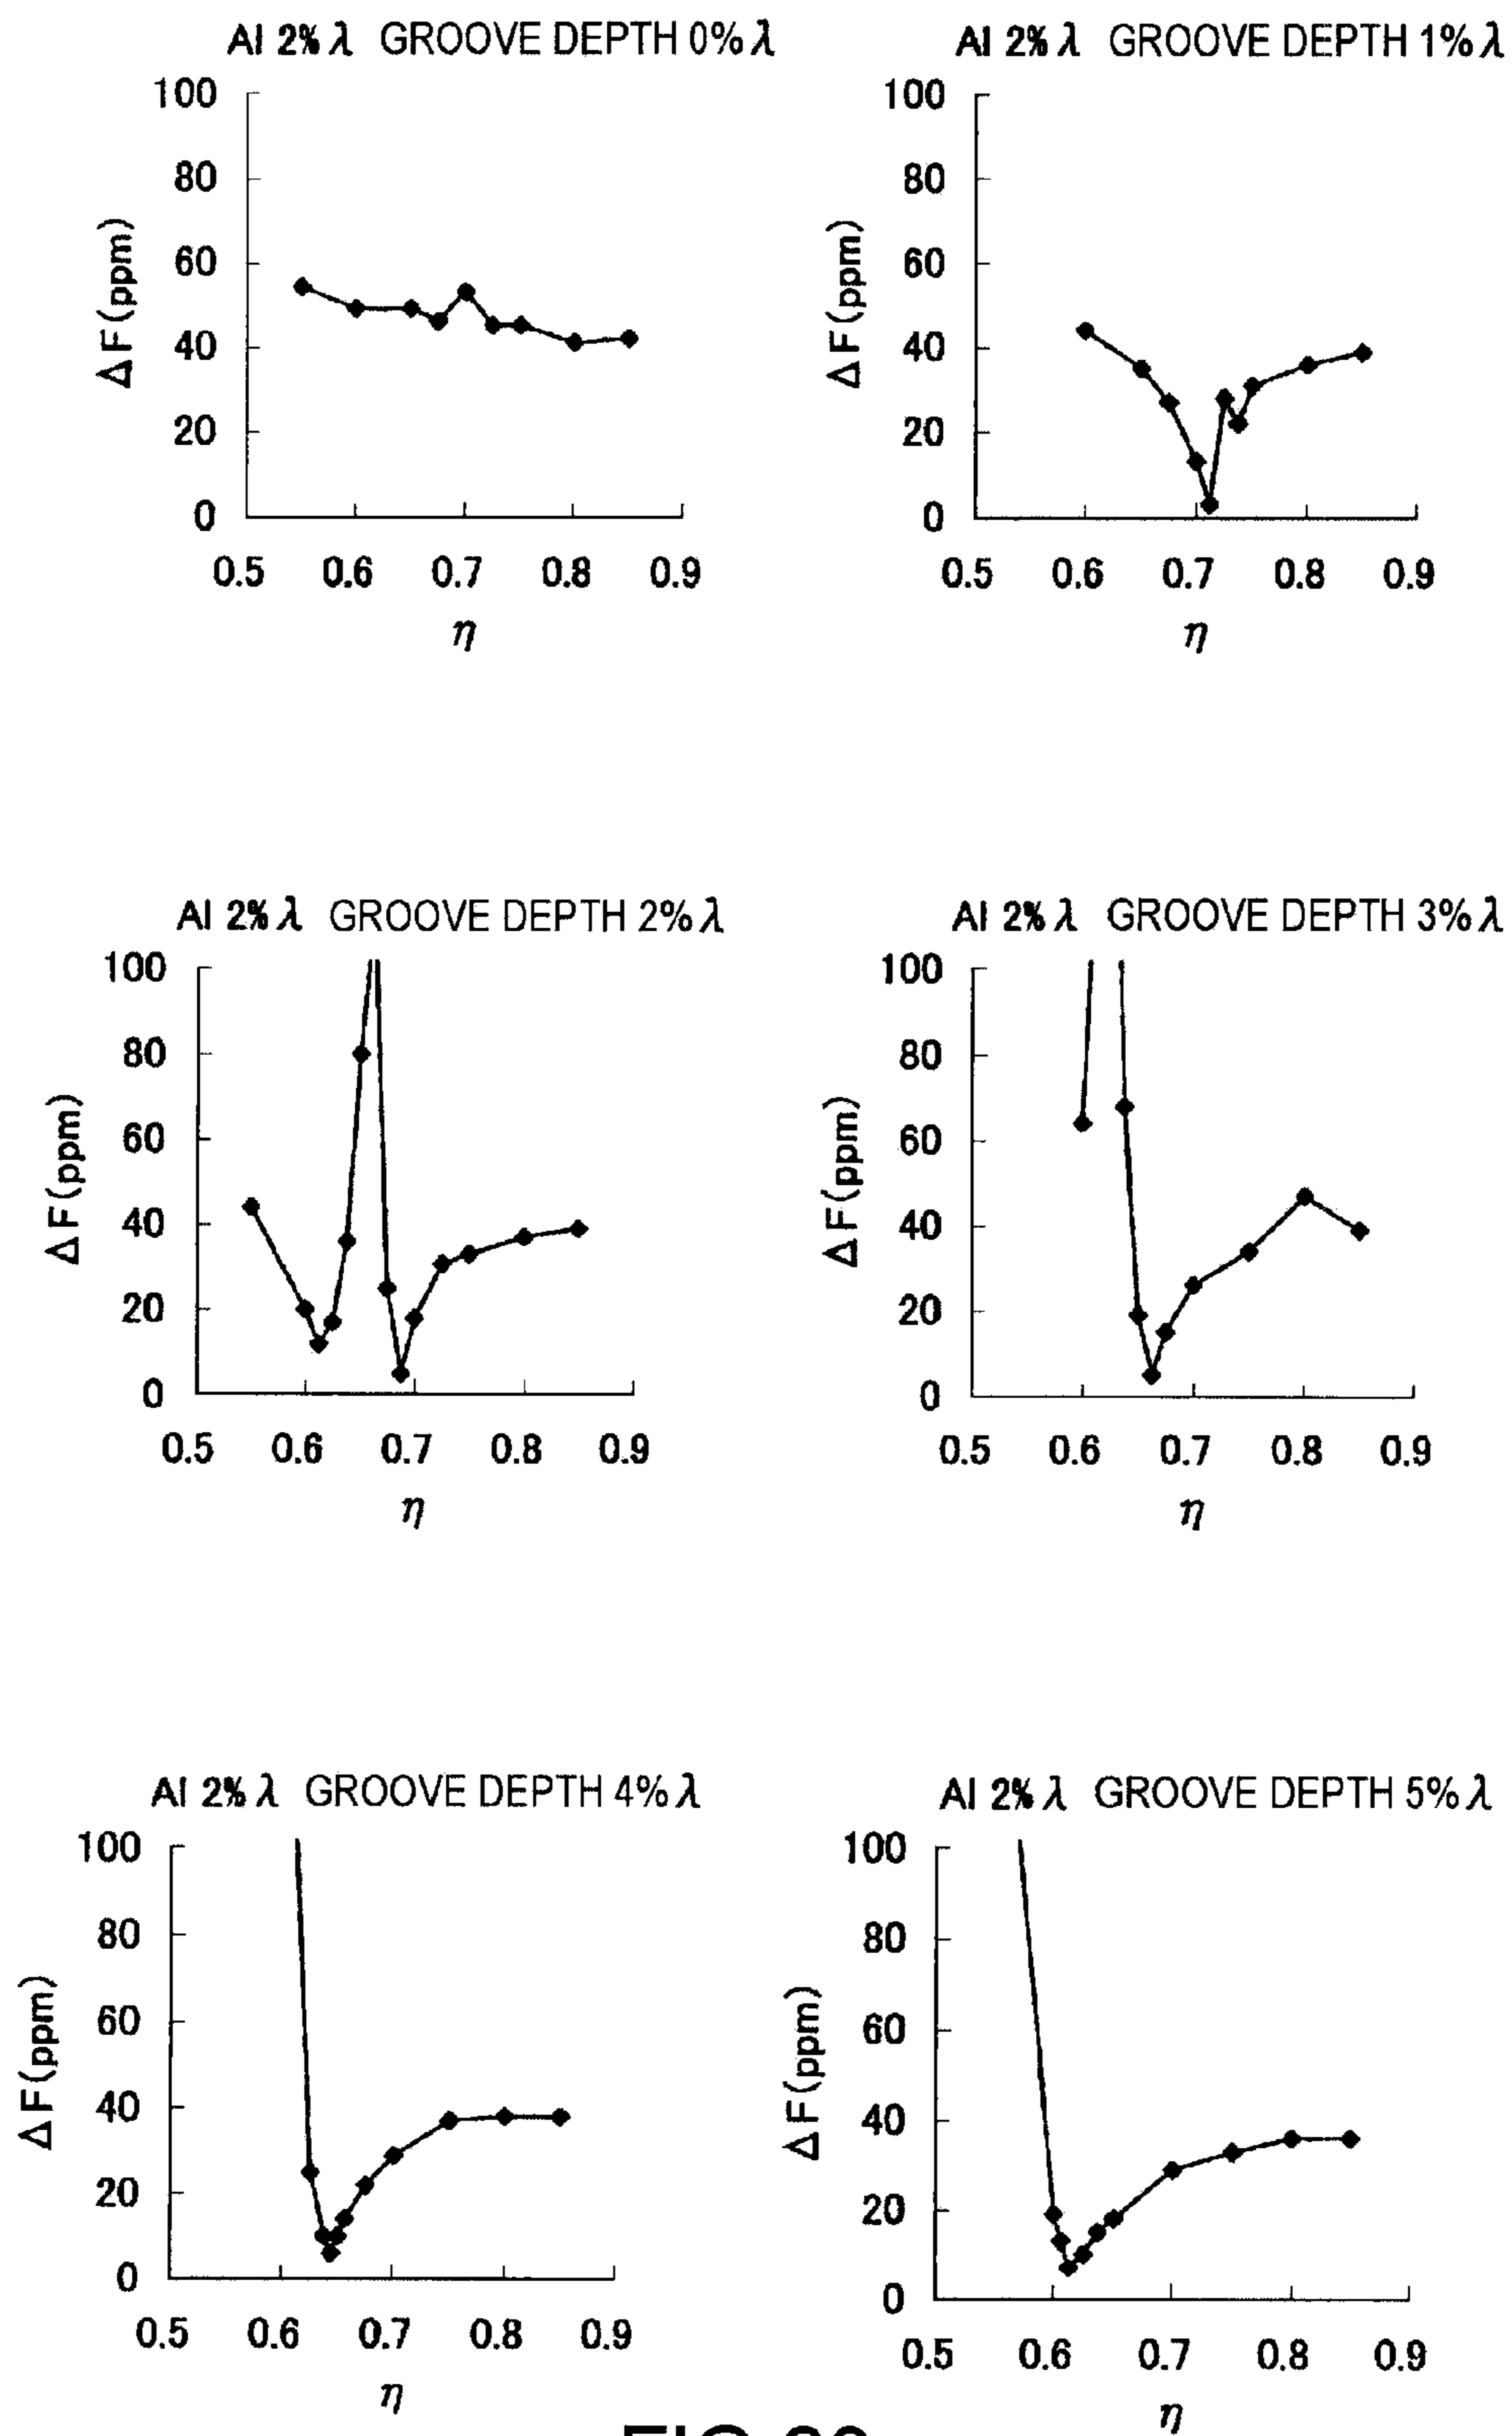 Al 2% λ GROOVE DEPTH 0% λ
100
80
60
40
20
0
ΔF(ppm)
0.5 0.6 0.7 0.8 0.9
η
Al 2% λ GROOVE DEPTH 1% λ
100
80
60
40
20
0
ΔF(ppm)
0.5 0.6 0.7 0.8 0.9
η
Al 2% λ GROOVE DEPTH 2% λ
100
80
60
40
20
0
ΔF(ppm)
0.5 0.6 0.7 0.8 0.9
η
Al 2% λ GROOVE DEPTH 3% λ
100
80
60
40
20
0
ΔF(ppm)
0.5 0.6 0.7 0.8 0.9
η
Al 2% λ GROOVE DEPTH 4% λ
100
80
60
40
20
0
ΔF(ppm)
0.5 0.6 0.7 0.8 0.9
η
Al 2% λ GROOVE DEPTH 5% λ
100
80
60
40
20
0
ΔF(ppm)
0.5 0.6 0.7 0.8 0.9
η